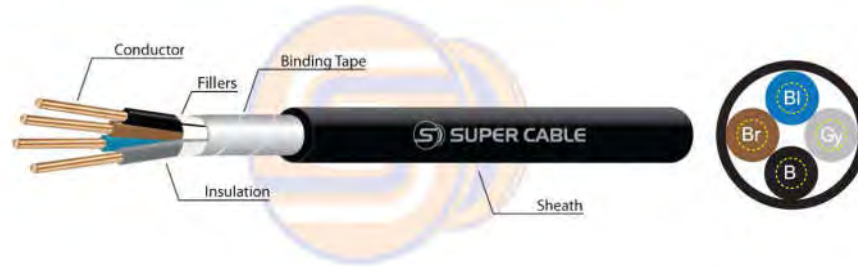 Conductor
Fillers
Binding Tape
SUPER CABLE
Insulation
Sheath
Bl
Br
Gy
B